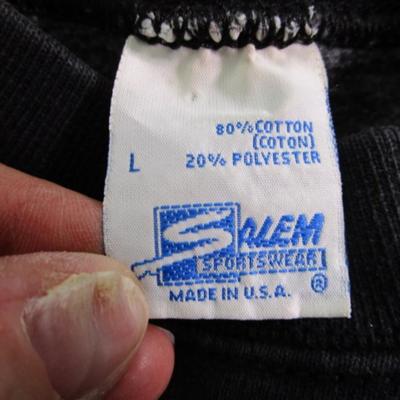 80% COTTON
(COTON)
L 20% POLYESTER
SALEM
SPORTSWEAR
MADE IN U.S.A. ®